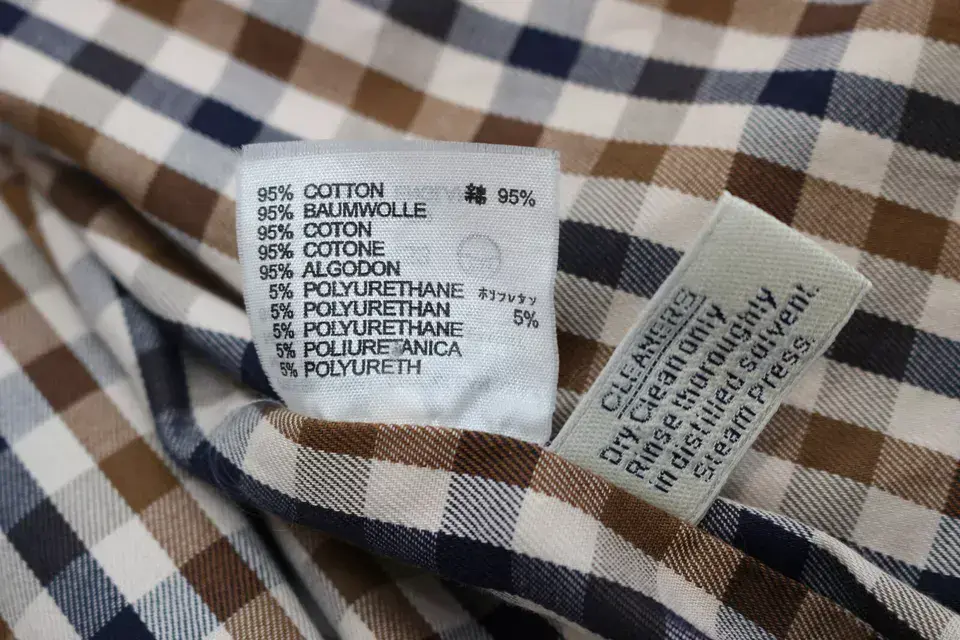 95% COTTON 綿 95%
95% BAUMWOLLE
95% COTON
95% COTONE
95% ALGODON
5% POLYURETHANE ポリフレタン
5% POLYURETHAN 5%
5% POLYURETHANE
5% POLIURETANICA
5% POLYURETH
CLEANERS
Dry Clean only
Rinse thoroughly
in distilled solvent.
Steam Press.